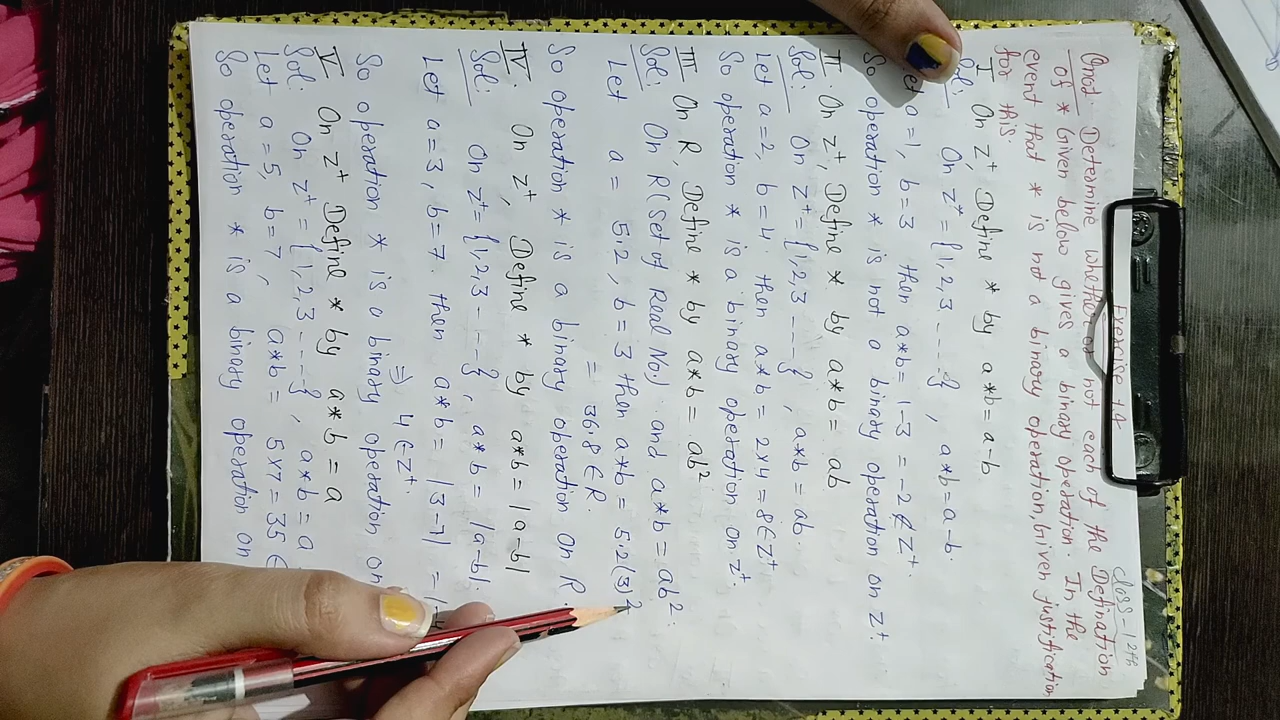 Exercise 1.4
class-12th
Qno1. Determine whether or not each of the Defination
of * Given below gives a binary operation. In the
event that * is not a binary operation, Given justification
for this.
I On z+, Define * by a*b = a-b.
Sol: On z+ = {1,2,3 ----}, a*b = a-b.
Let a=1, b=3 then a*b = 1-3 = -2 ∉ z+.
So operation * is not a binary operation on z+
II. On z+, Define * by a*b = ab
Sol: On z+ = {1,2,3 ---}, a*b = ab.
Let a=2, b=4 then a*b = 2x4 = 8 ∈ z+
So operation * is a binary operation on z+.
III On R, Define * by a*b = ab²
Sol: On R (Set of Real No.) and a*b = ab².
Let a = 5.2, b=3 then a*b = 5.2(3)²
= 36.8 ∈ R.
So operation * is a binary operation on R.
IV. On z+, Define * by a*b = |a-b|
Sol: On z+ = {1,2,3 ----}, a*b = |a-b|.
Let a=3, b=7. then a*b = |3-7| = |-4
⇒ 4 ∈ z+.
So operation * is a binary operation on
V On z+ Define * by a*b = a
Sol: On z+ = {1,2,3 ----}, a*b = a
Let a=5, b=7, a*b = 5x7 = 35 ∈
So operation * is a binary operation on